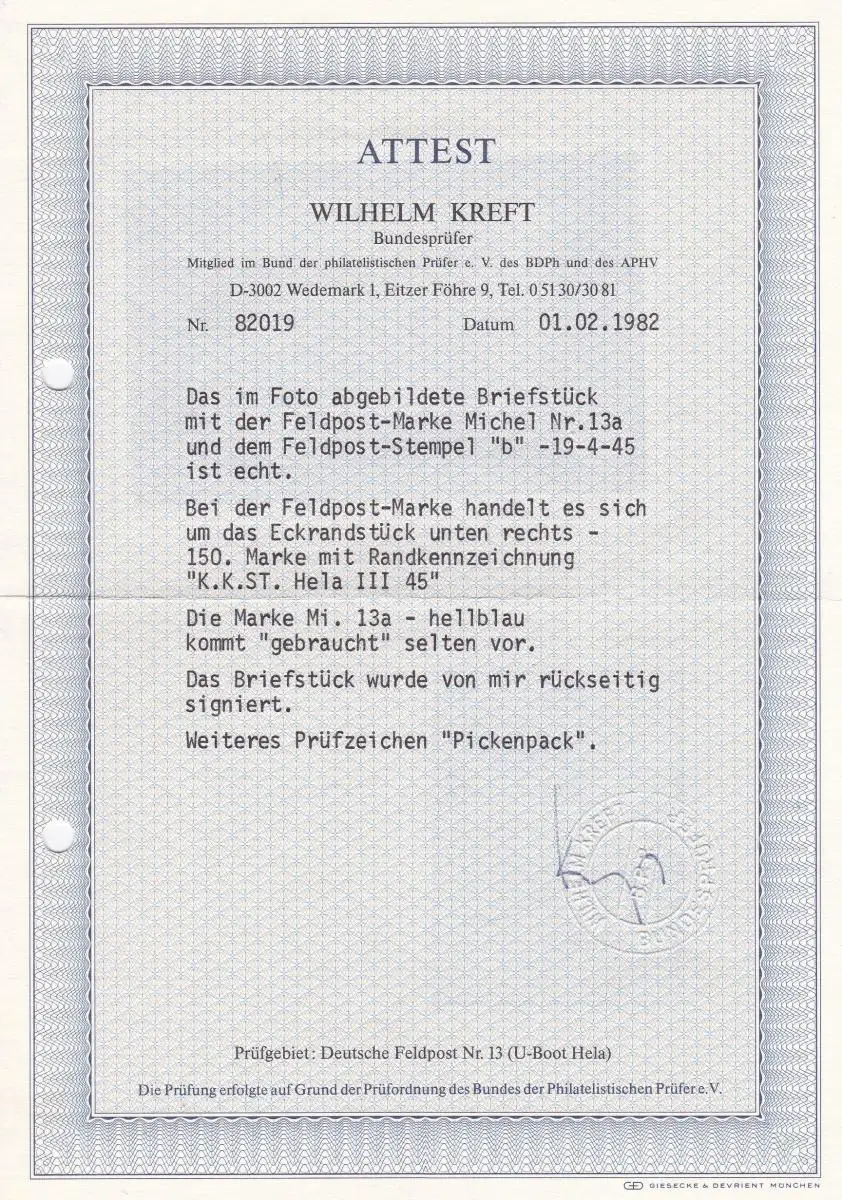 ATTEST
WILHELM KREFT
Bundesprüfer
Mitglied im Bund der philatelistischen Prüfer e. V. des BDPh und des APHV
D-3002 Wedemark 1, Eitzer Föhre 9, Tel. 0 51 30/30 81
Nr. 82019 Datum 01.02.1982
Das im Foto abgebildete Briefstück
mit der Feldpost-Marke Michel Nr.13a
und dem Feldpost-Stempel "b" -19-4-45
ist echt.
Bei der Feldpost-Marke handelt es sich
um das Eckrandstück unten rechts -
150. Marke mit Randkennzeichnung
"K.K.ST. Hela III 45"
Die Marke Mi. 13a - hellblau
kommt "gebraucht" selten vor.
Das Briefstück wurde von mir rückseitig
signiert.
Weiteres Prüfzeichen "Pickenpack".
WILHELM KREFT
BUNDESPRÜFER
Prüfgebiet: Deutsche Feldpost Nr. 13 (U-Boot Hela)
Die Prüfung erfolgte auf Grund der Prüfordnung des Bundes der Philatelistischen Prüfer e.V.
GIESECKE & DEVRIENT MÜNCHEN